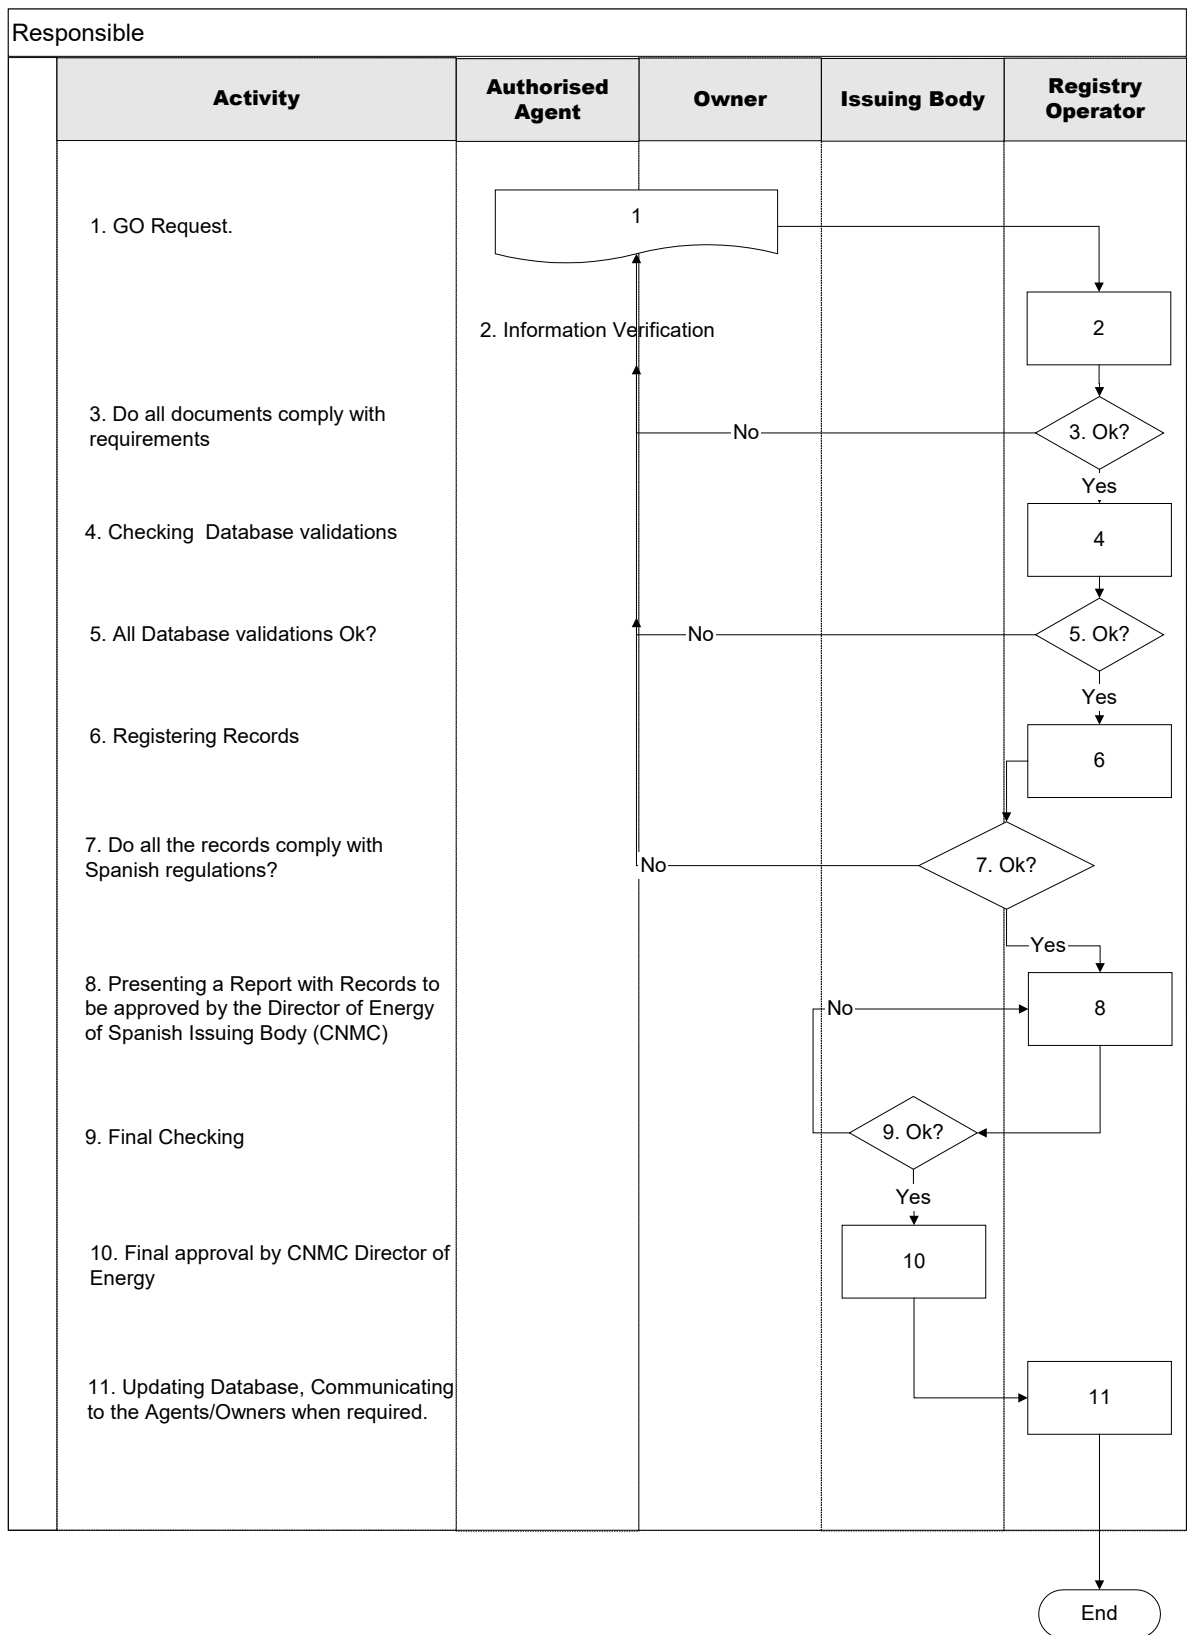 Responsible
Activity
Authorised
Agent
Owner
Issuing Body
Registry
Operator
1. GO Request.
1
2. Information Verification
2
3. Do all documents comply with
requirements
No
3. Ok?
Yes
4. Checking  Database validations
4
5. All Database validations Ok?
No
5. Ok?
Yes
6. Registering Records
6
7. Do all the records comply with
Spanish regulations?
No
7. Ok?
Yes
8. Presenting a Report with Records to
be approved by the Director of Energy
of Spanish Issuing Body (CNMC)
No
8
9. Final Checking
9. Ok?
Yes
10. Final approval by CNMC Director of
Energy
10
11. Updating Database, Communicating
to the Agents/Owners when required.
11
End